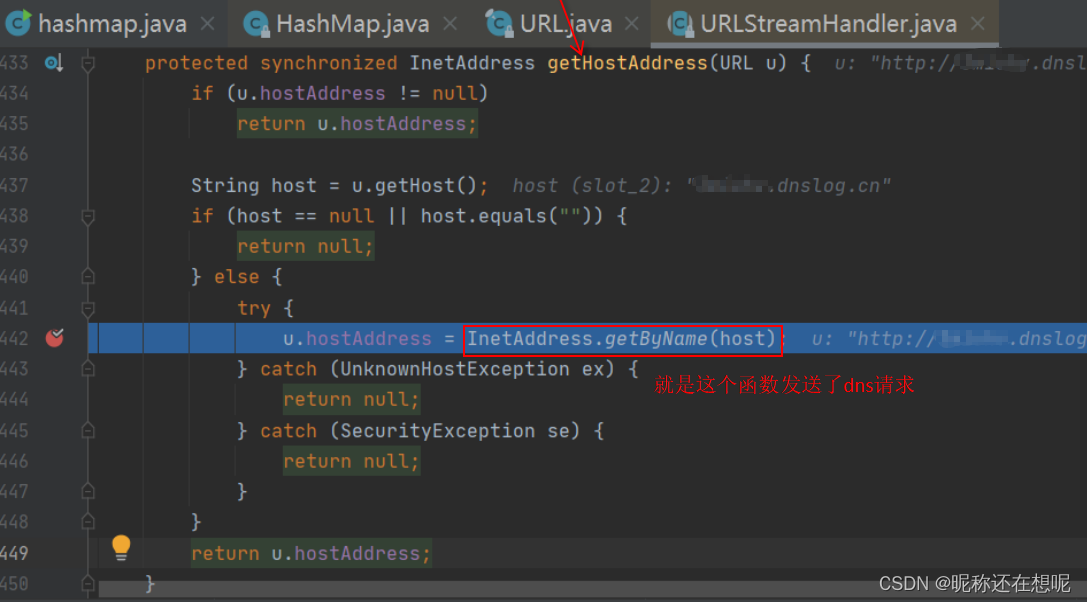 hashmap.java HashMap.java URL.java URLStreamHandler.java
433 protected synchronized InetAddress getHostAddress(URL u) { u: "http:// .dnsl
434 if (u.hostAddress != null)
435 return u.hostAddress;
436
437 String host = u.getHost(); host (slot_2): " .dnslog.cn"
438 if (host == null || host.equals("")) {
439 return null;
440 } else {
441 try {
442 u.hostAddress = InetAddress.getByName(host) u: "http:// .dnslog
443 } catch (UnknownHostException ex) {
就是这个函数发送了dns请求
444 return null;
445 } catch (SecurityException se) {
446 return null;
447 }
448 }
449 return u.hostAddress;
450 }
CSDN @昵称还在想呢